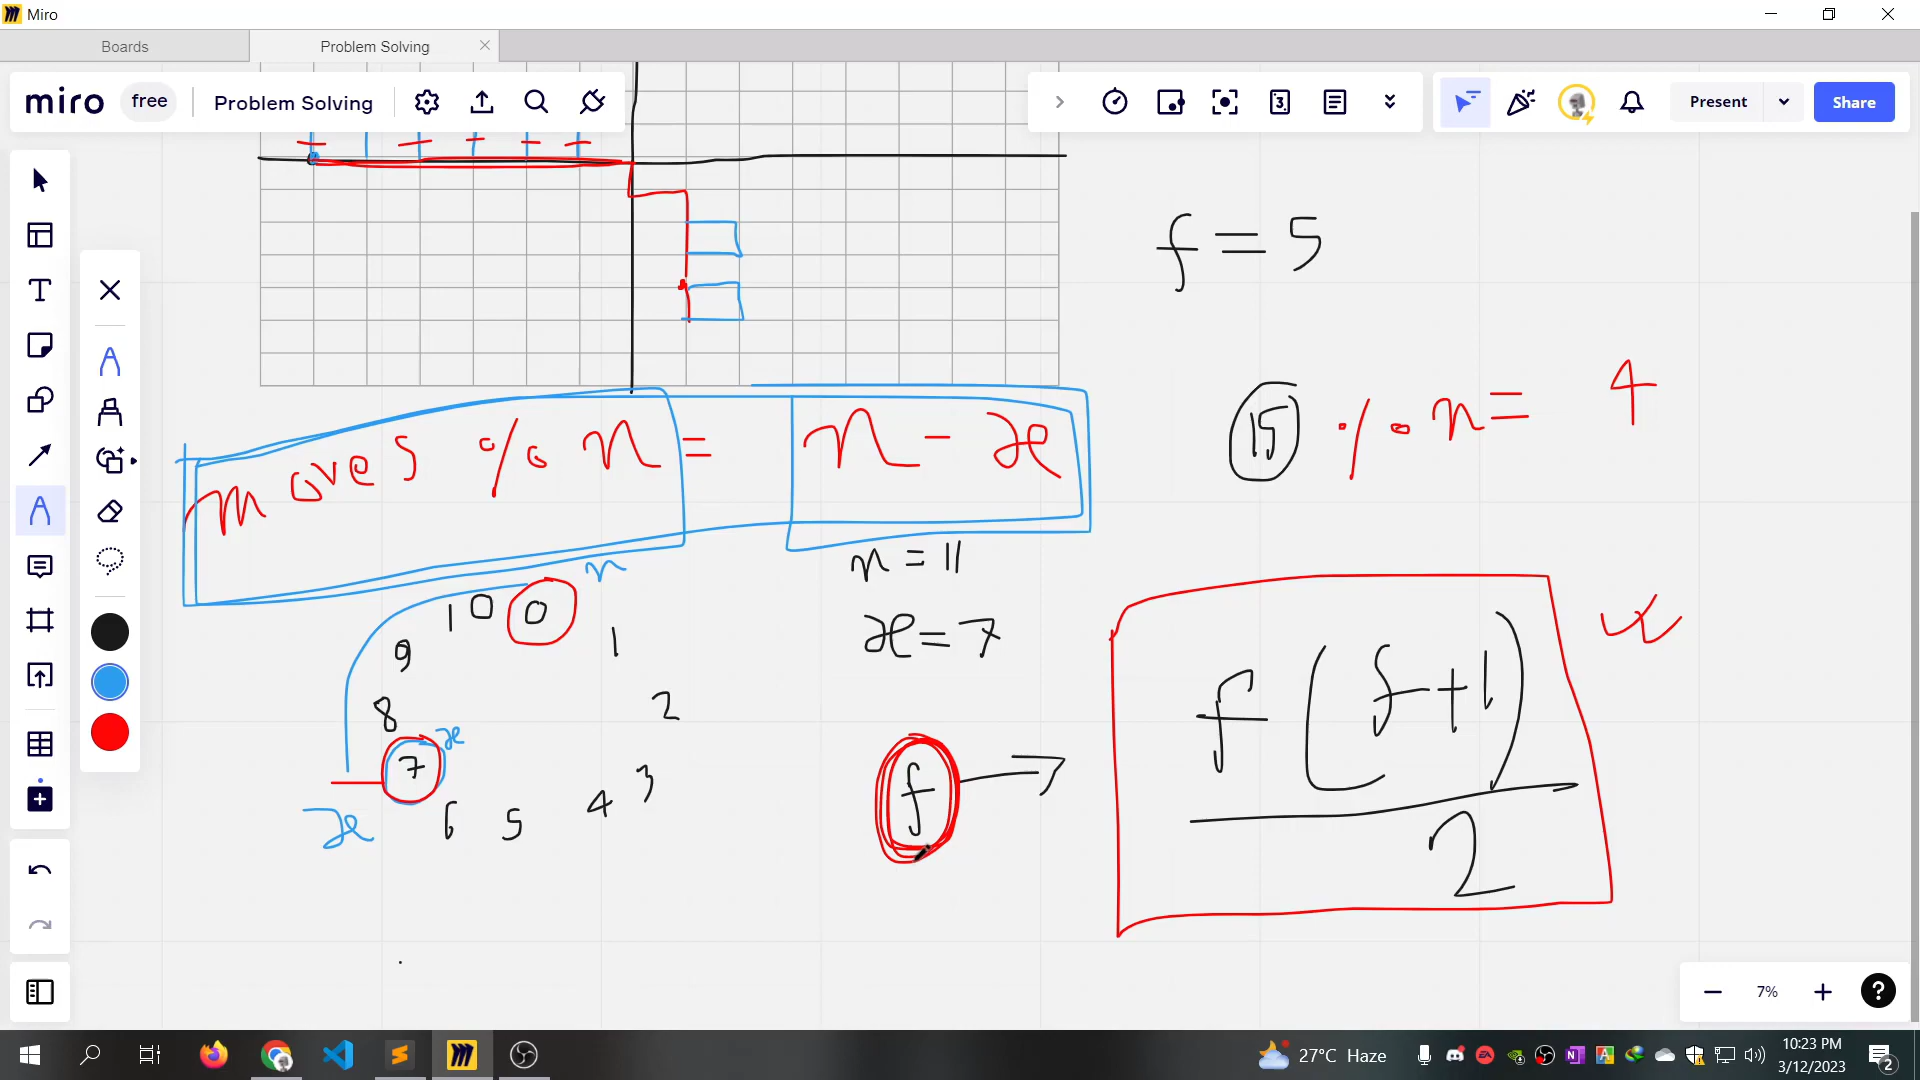 Miro
Boards
Problem Solving
miro
free
Problem Solving
3
Present
Share
f = 5
15 % n = 4
moves % n = n - x
n = 11
x = 7
n
10
0
1
9
2
8
x
7
3
x
6
5
4
f
f(f+1)
2
7%
?
27°C Haze
10:23 PM
3/12/2023
2